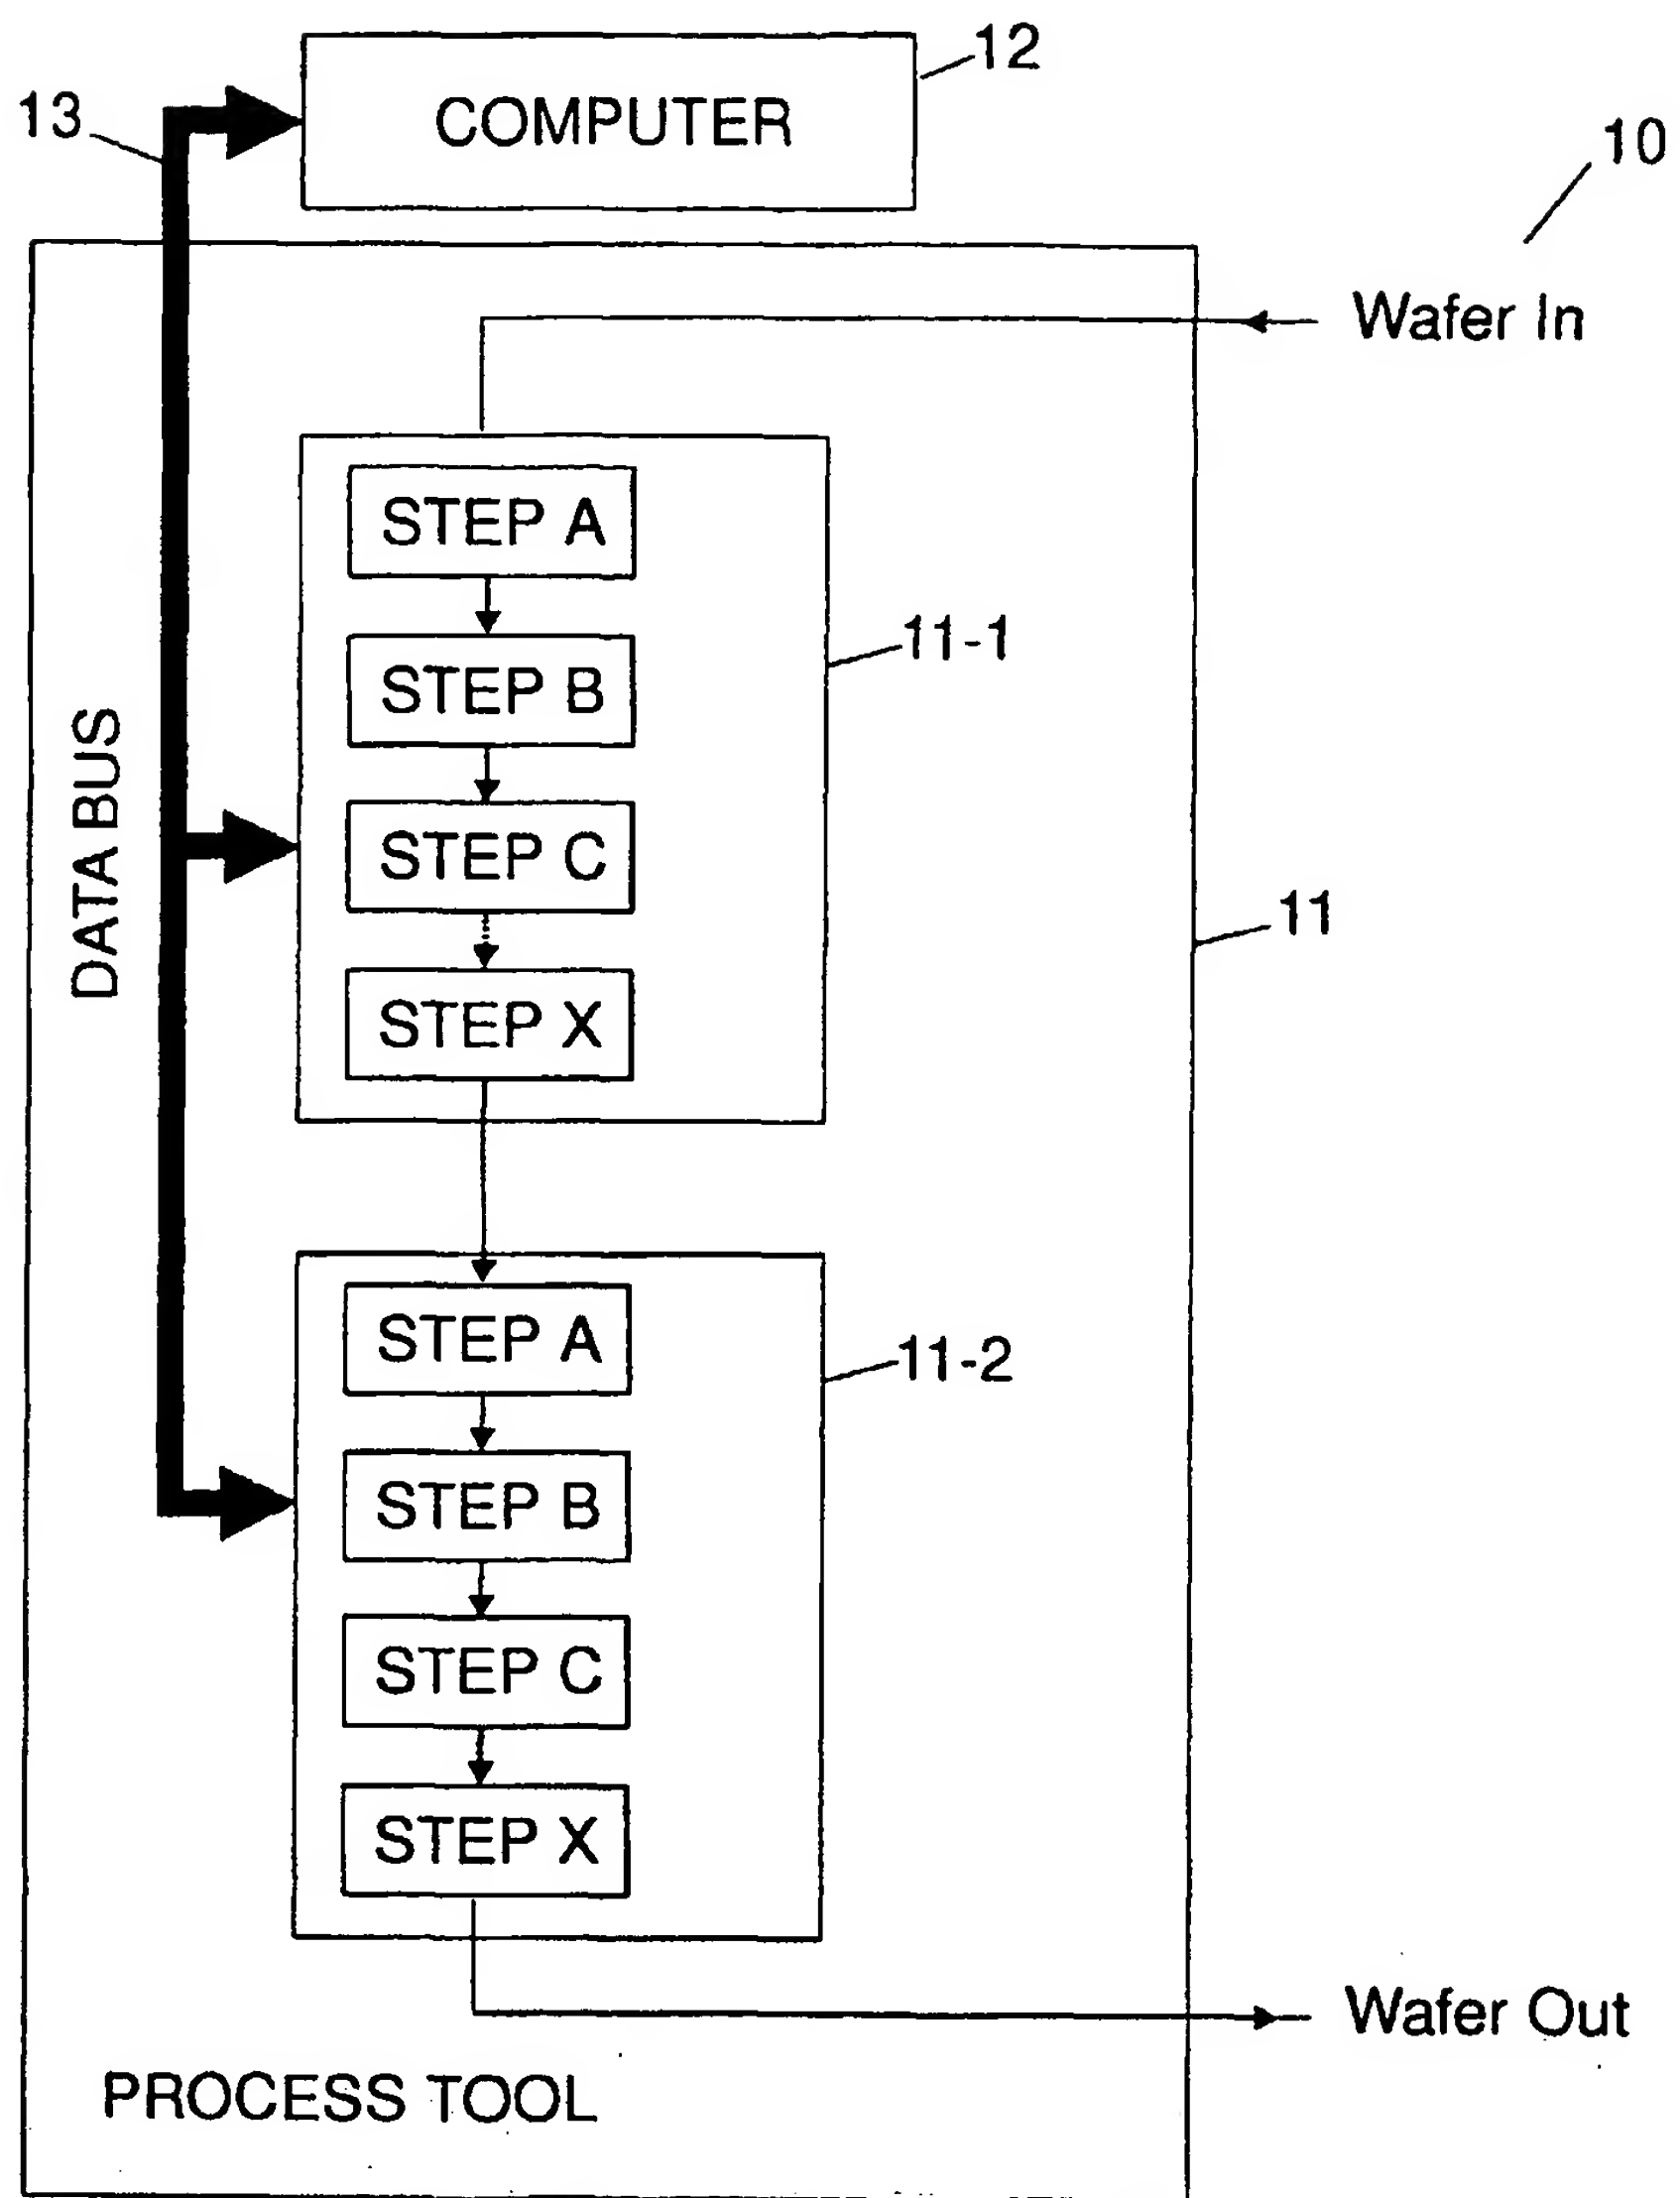 12
COMPUTER
13
10
Wafer In
STEP A
11-1
STEP B
STEP C
DATA BUS
11
STEP X
STEP A
11-2
STEP B
STEP C
STEP X
Wafer Out
PROCESS TOOL